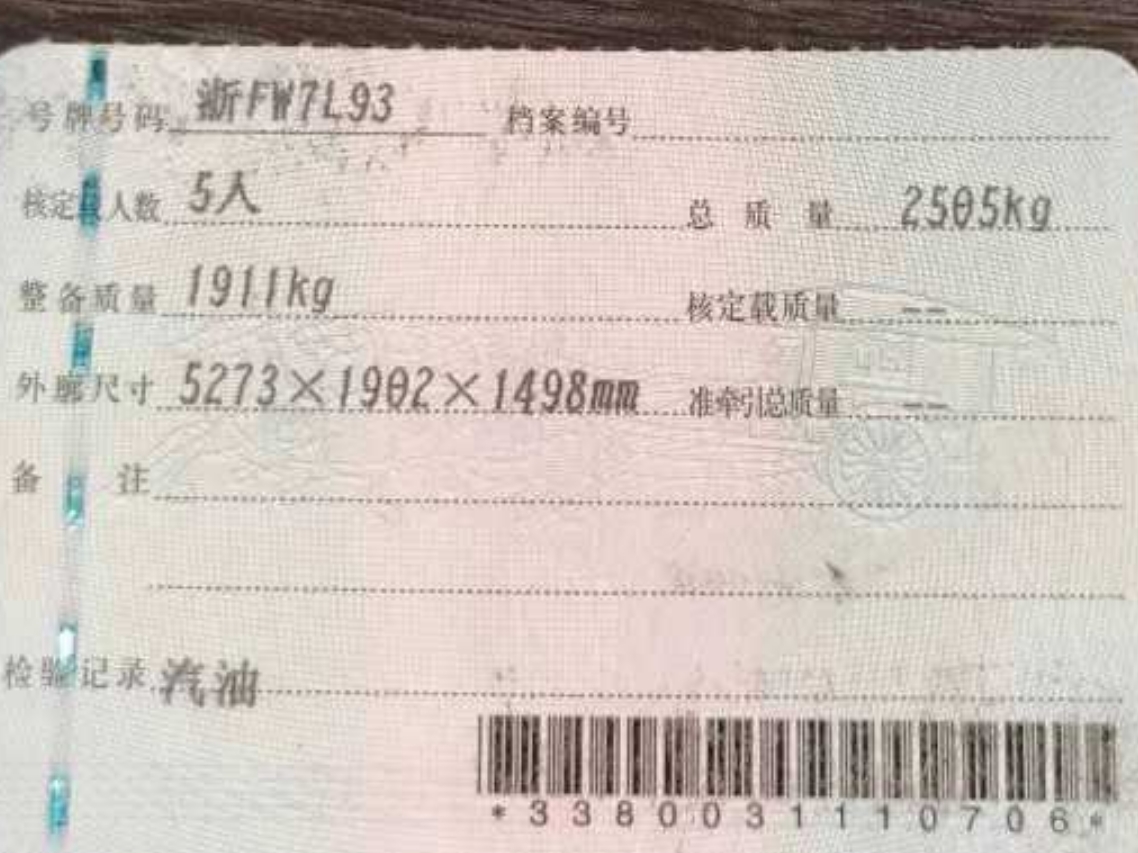 号牌号码 浙FW7L93 档案编号
核定载人数 5人 总质量 2505kg
整备质量 1911kg 核定载质量 --
外廓尺寸 5273×1902×1498mm 准牵引总质量 --
备注
检验记录 汽油
*3380031110706*